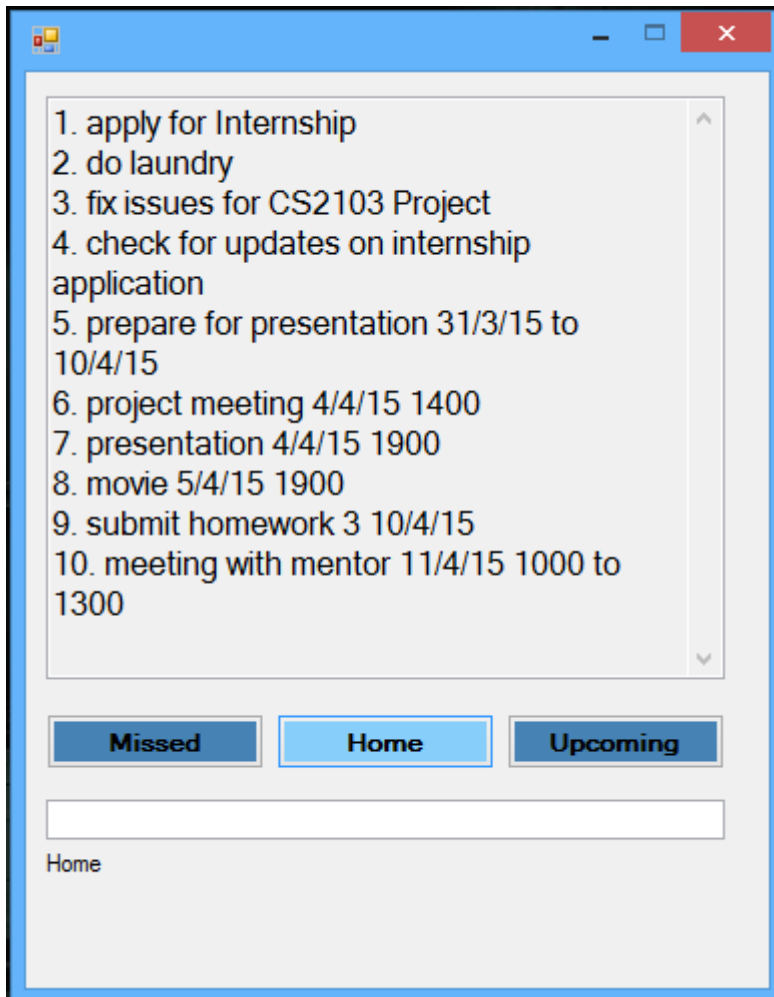 1. apply for Internship
2. do laundry
3. fix issues for CS2103 Project
4. check for updates on internship
application
5. prepare for presentation 31/3/15 to
10/4/15
6. project meeting 4/4/15 1400
7. presentation 4/4/15 1900
8. movie 5/4/15 1900
9. submit homework 3 10/4/15
10. meeting with mentor 11/4/15 1000 to
1300
Missed Home Upcoming
Home